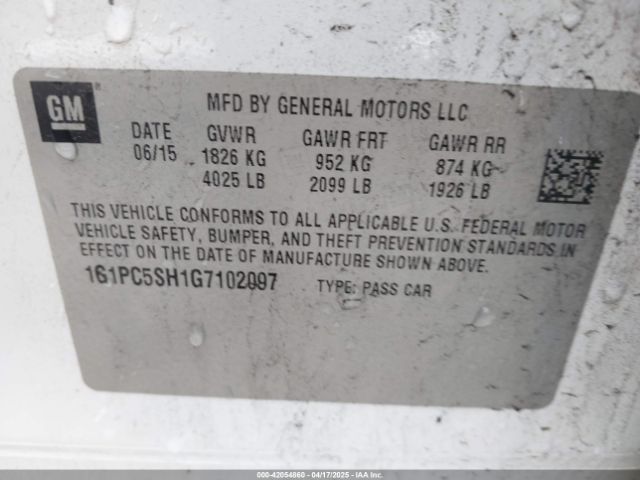 GM
MFD BY GENERAL MOTORS LLC
DATE GVWR GAWR FRT GAWR RR
06/15 1826 KG 952 KG 874 KG
4025 LB 2099 LB 1926 LB
THIS VEHICLE CONFORMS TO ALL APPLICABLE U.S. FEDERAL MOTOR
VEHICLE SAFETY, BUMPER, AND THEFT PREVENTION STANDARDS IN
EFFECT ON THE DATE OF MANUFACTURE SHOWN ABOVE.
1G1PC5SH1G7102097 TYPE: PASS CAR
000-42054860 - 04/17/2025 - IAAI.COM